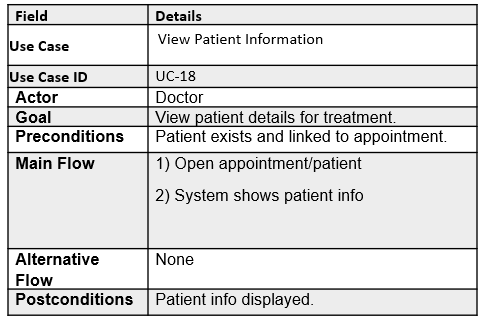 Field Details
Use Case View Patient Information
Use Case ID UC-18
Actor Doctor
Goal View patient details for treatment.
Preconditions Patient exists and linked to appointment.
Main Flow 1) Open appointment/patient
2) System shows patient info
Alternative None
Flow
Postconditions Patient info displayed.